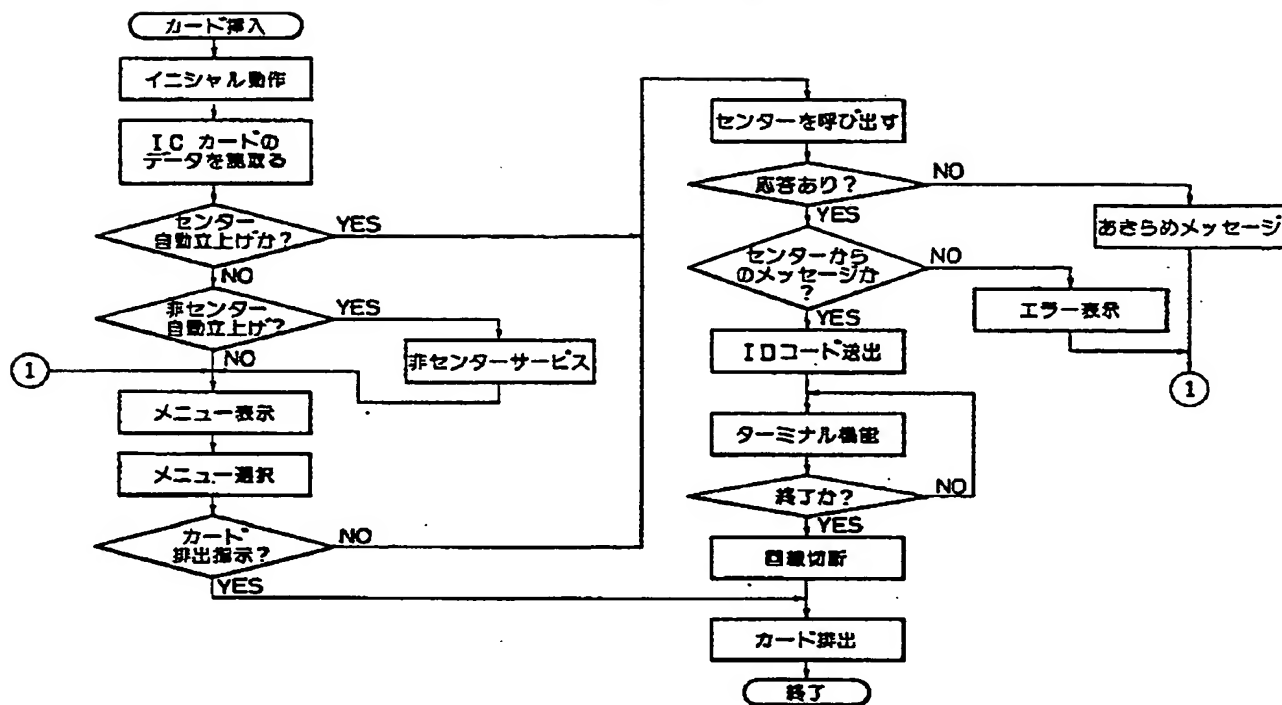 カード挿入
イニシャル動作
IC カードの
データを読取る
センター
自動立上げか?
YES
NO
非センター
自動立上げ?
YES
NO
非センターサービス
1
メニュー表示
メニュー選択
カード
排出指示?
NO
YES
センターを呼び出す
応答あり?
NO
YES
あきらめメッセージ
センターから
のメッセージか
?
NO
YES
エラー表示
IDコード送出
1
ターミナル機能
終了か?
NO
YES
回線切断
カード排出
終了